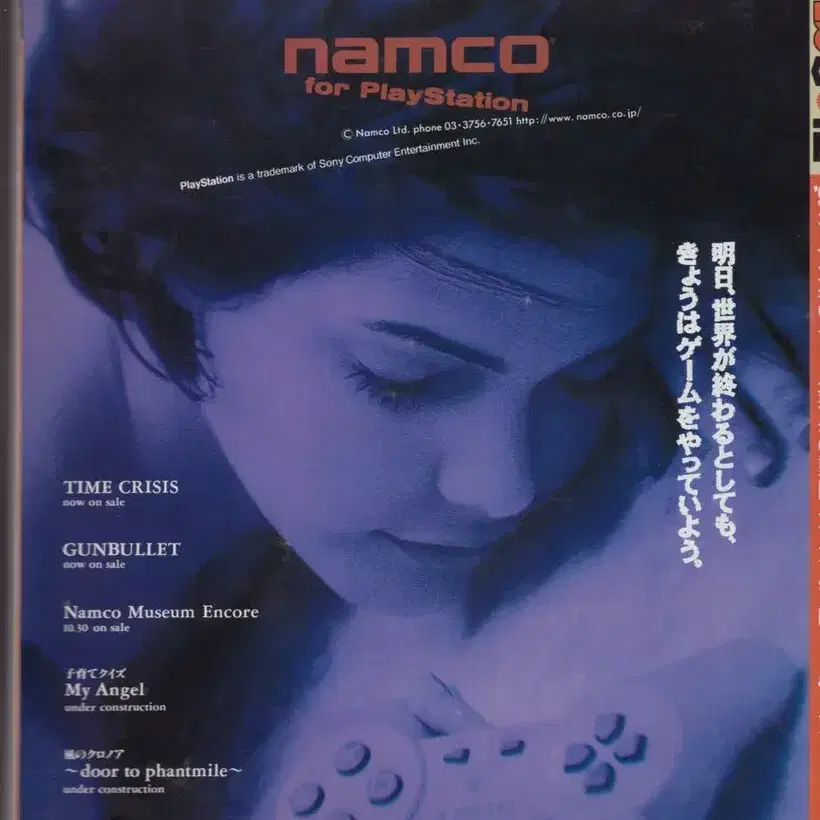 namco
for PlayStation
© Namco Ltd. phone 03・3756・7651 http://www.namco.co.jp/
PlayStation is a trademark of Sony Computer Entertainment Inc.
明日、世界が終わるとしても、
きょうはゲームをやっていよう。
TIME CRISIS
now on sale
GUNBULLET
now on sale
Namco Museum Encore
10.30 on sale
子育てクイズ
My Angel
under construction
風のクロノア
～door to phantmile～
under construction